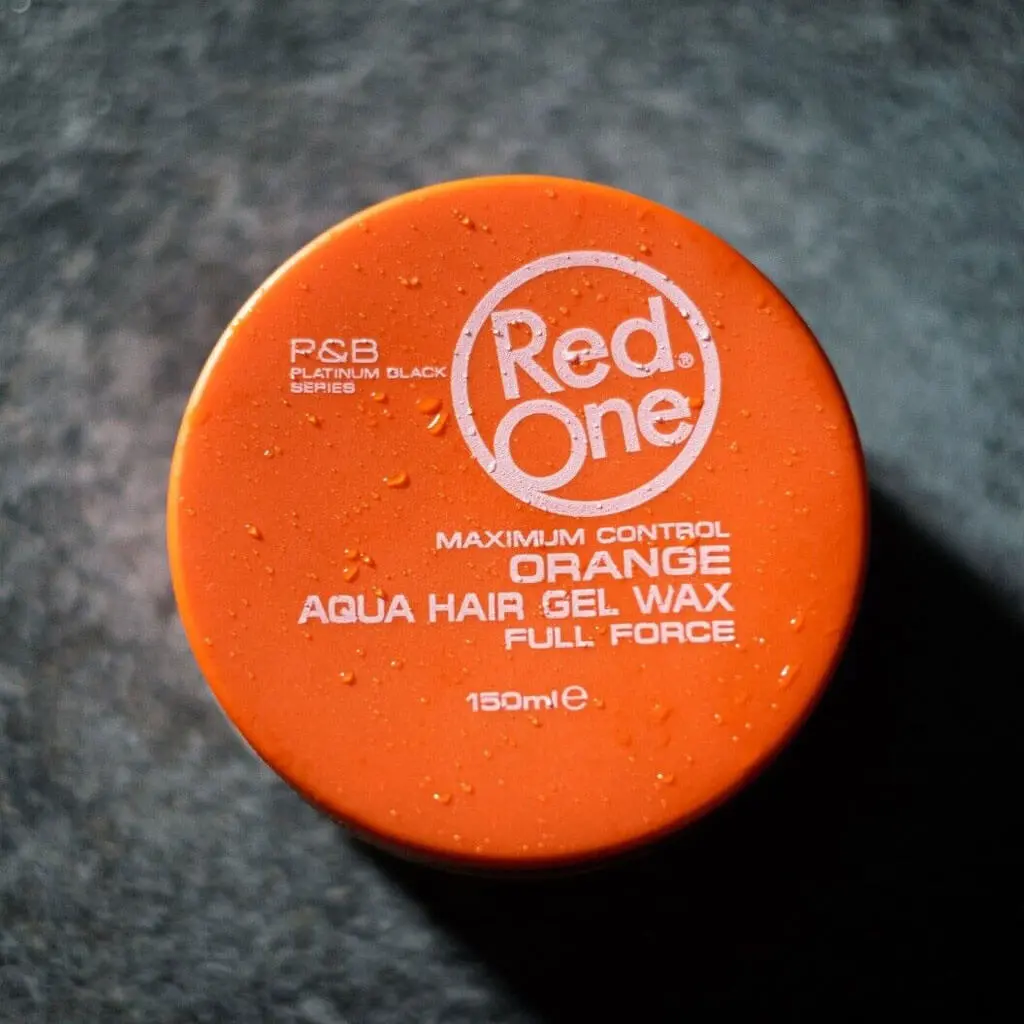 P&B
PLATINUM BLACK
SERIES
Red®
One
MAXIMUM CONTROL
ORANGE
AQUA HAIR GEL WAX
FULL FORCE
150ml℮